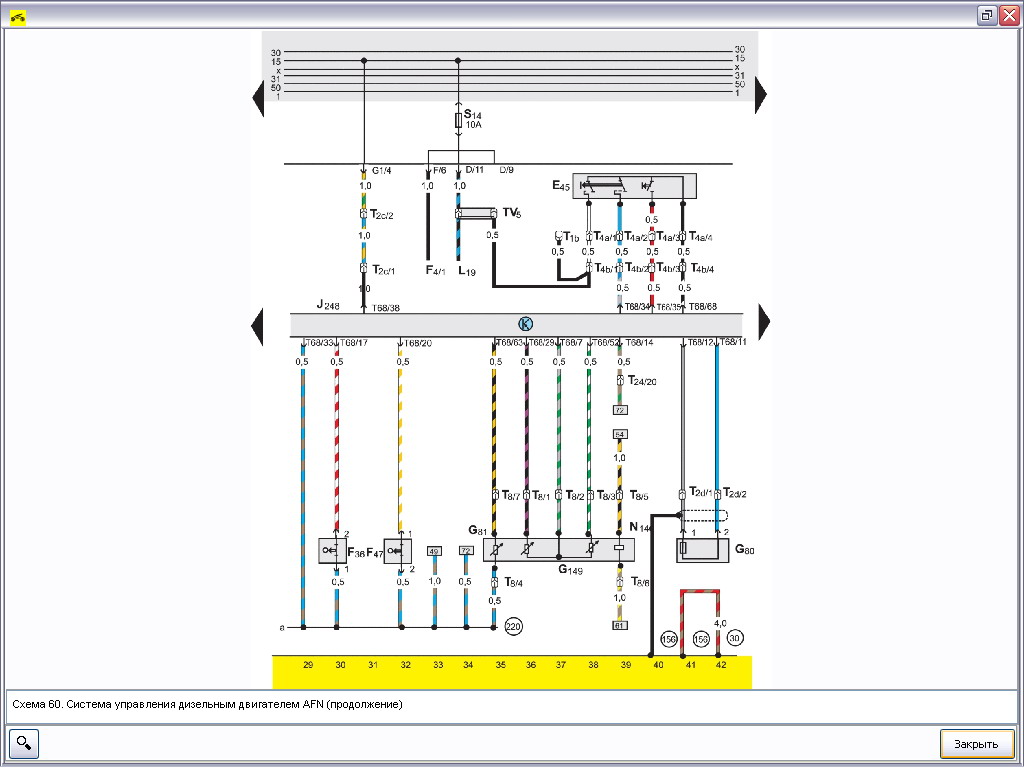 30 30
15 15
x x
31 31
50 50
1 1
S14
10A
G1/4 F/6 D/11 D/9
1,0 1,0 1,0 E45
T2c/2 TV5 0,5
1,0 0,5 T1b T4a/1 T4a/2 T4a/3 T4a/4
0,5 0,5 0,5 0,5 0,5
T2c/1 F4/1 L19 T4b/1 T4b/2 T4b/3 T4b/4
1,0 0,5 0,5 0,5
J248 T68/38 T68/34 T68/35 T68/68
K
T68/33 T68/17 T68/20 T68/63 T68/29 T68/7 T68/52 T68/14 T68/12 T68/11
0,5 0,5 0,5 0,5 0,5 0,5 0,5 0,5 0,5 0,5
T24/20
72
64
1,0
T8/7 T8/1 T8/2 T8/3 T8/5 T2d/1 T2d/2
G81 N146
2 1 1 2
F36 F47 49 72 G149 G80
1 2
0,5 0,5 1,0 0,5 T8/4 T8/6
0,5 1,0
a 220 81 4,0
156 156 30
29 30 31 32 33 34 35 36 37 38 39 40 41 42
Схема 60. Система управления дизельным двигателем AFN (продолжение)
Закрыть